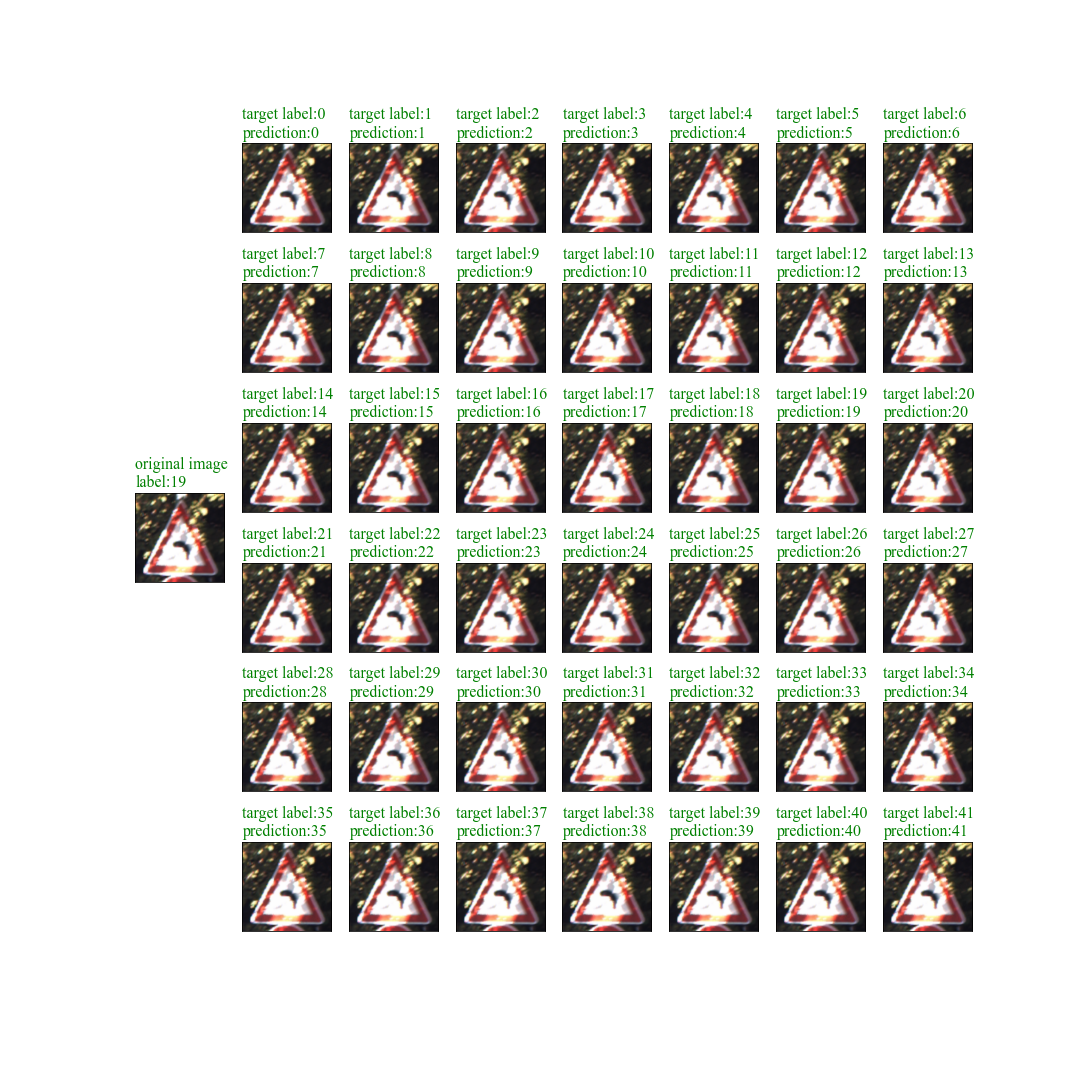 target label:0
prediction:0
target label:1
prediction:1
target label:2
prediction:2
target label:3
prediction:3
target label:4
prediction:4
target label:5
prediction:5
target label:6
prediction:6
target label:7
prediction:7
target label:8
prediction:8
target label:9
prediction:9
target label:10
prediction:10
target label:11
prediction:11
target label:12
prediction:12
target label:13
prediction:13
target label:14
prediction:14
target label:15
prediction:15
target label:16
prediction:16
target label:17
prediction:17
target label:18
prediction:18
target label:19
prediction:19
target label:20
prediction:20
original image
label:19
target label:21
prediction:21
target label:22
prediction:22
target label:23
prediction:23
target label:24
prediction:24
target label:25
prediction:25
target label:26
prediction:26
target label:27
prediction:27
target label:28
prediction:28
target label:29
prediction:29
target label:30
prediction:30
target label:31
prediction:31
target label:32
prediction:32
target label:33
prediction:33
target label:34
prediction:34
target label:35
prediction:35
target label:36
prediction:36
target label:37
prediction:37
target label:38
prediction:38
target label:39
prediction:39
target label:40
prediction:40
target label:41
prediction:41